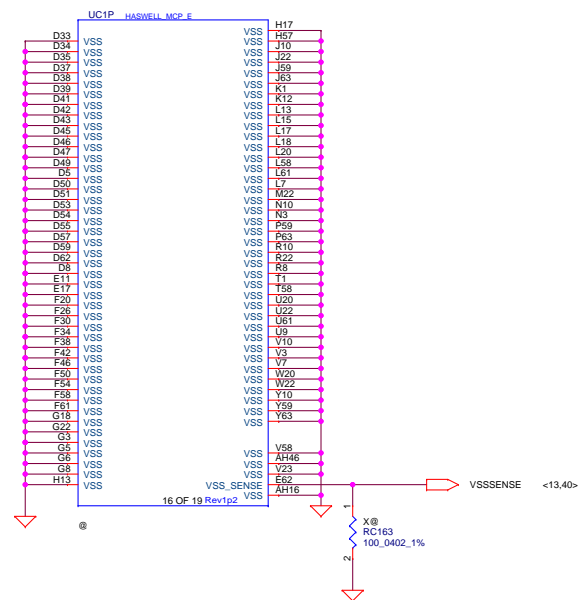 UC1P HASWELL_MCP_E
VSS H17
D33 VSS VSS H57
D34 VSS VSS J10
D35 VSS VSS J22
D37 VSS VSS J59
D38 VSS VSS J63
D39 VSS VSS K1
D41 VSS VSS K12
D42 VSS VSS L13
D43 VSS VSS L15
D45 VSS VSS L17
D46 VSS VSS L18
D47 VSS VSS L20
D49 VSS VSS L58
D5 VSS VSS L61
D50 VSS VSS L7
D51 VSS VSS M22
D53 VSS VSS N10
D54 VSS VSS N3
D55 VSS VSS P59
D57 VSS VSS P63
D59 VSS VSS R10
D62 VSS VSS R22
D8 VSS VSS R8
E11 VSS VSS T1
E17 VSS VSS T58
F20 VSS VSS U20
F26 VSS VSS U22
F30 VSS VSS U61
F34 VSS VSS U9
F38 VSS VSS V10
F42 VSS VSS V3
F46 VSS VSS V7
F50 VSS VSS W20
F54 VSS VSS W22
F58 VSS VSS Y10
F61 VSS VSS Y59
G18 VSS VSS Y63
G22 VSS
G3 VSS
G5 VSS VSS V58
G6 VSS VSS AH46
G8 VSS VSS V23
H13 VSS VSS_SENSE E62 VSSSENSE <13,40>
VSS AH16
16 OF 19 Rev1p2
@
1
X@
RC163
100_0402_1%
2